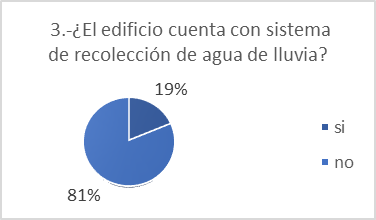 3.-¿El edificio cuenta con sistema
de recolección de agua de lluvia?
19%
81%
si
no